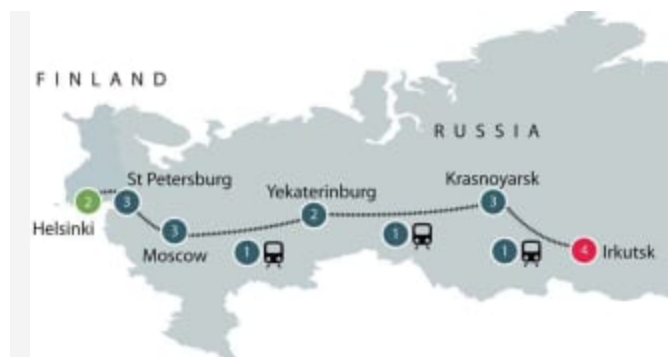 FINLAND
RUSSIA
St Petersburg
Krasnoyarsk
Yekaterinburg
2
3
3
2
3
Helsinki
Moscow
1
1
1
4
Irkutsk